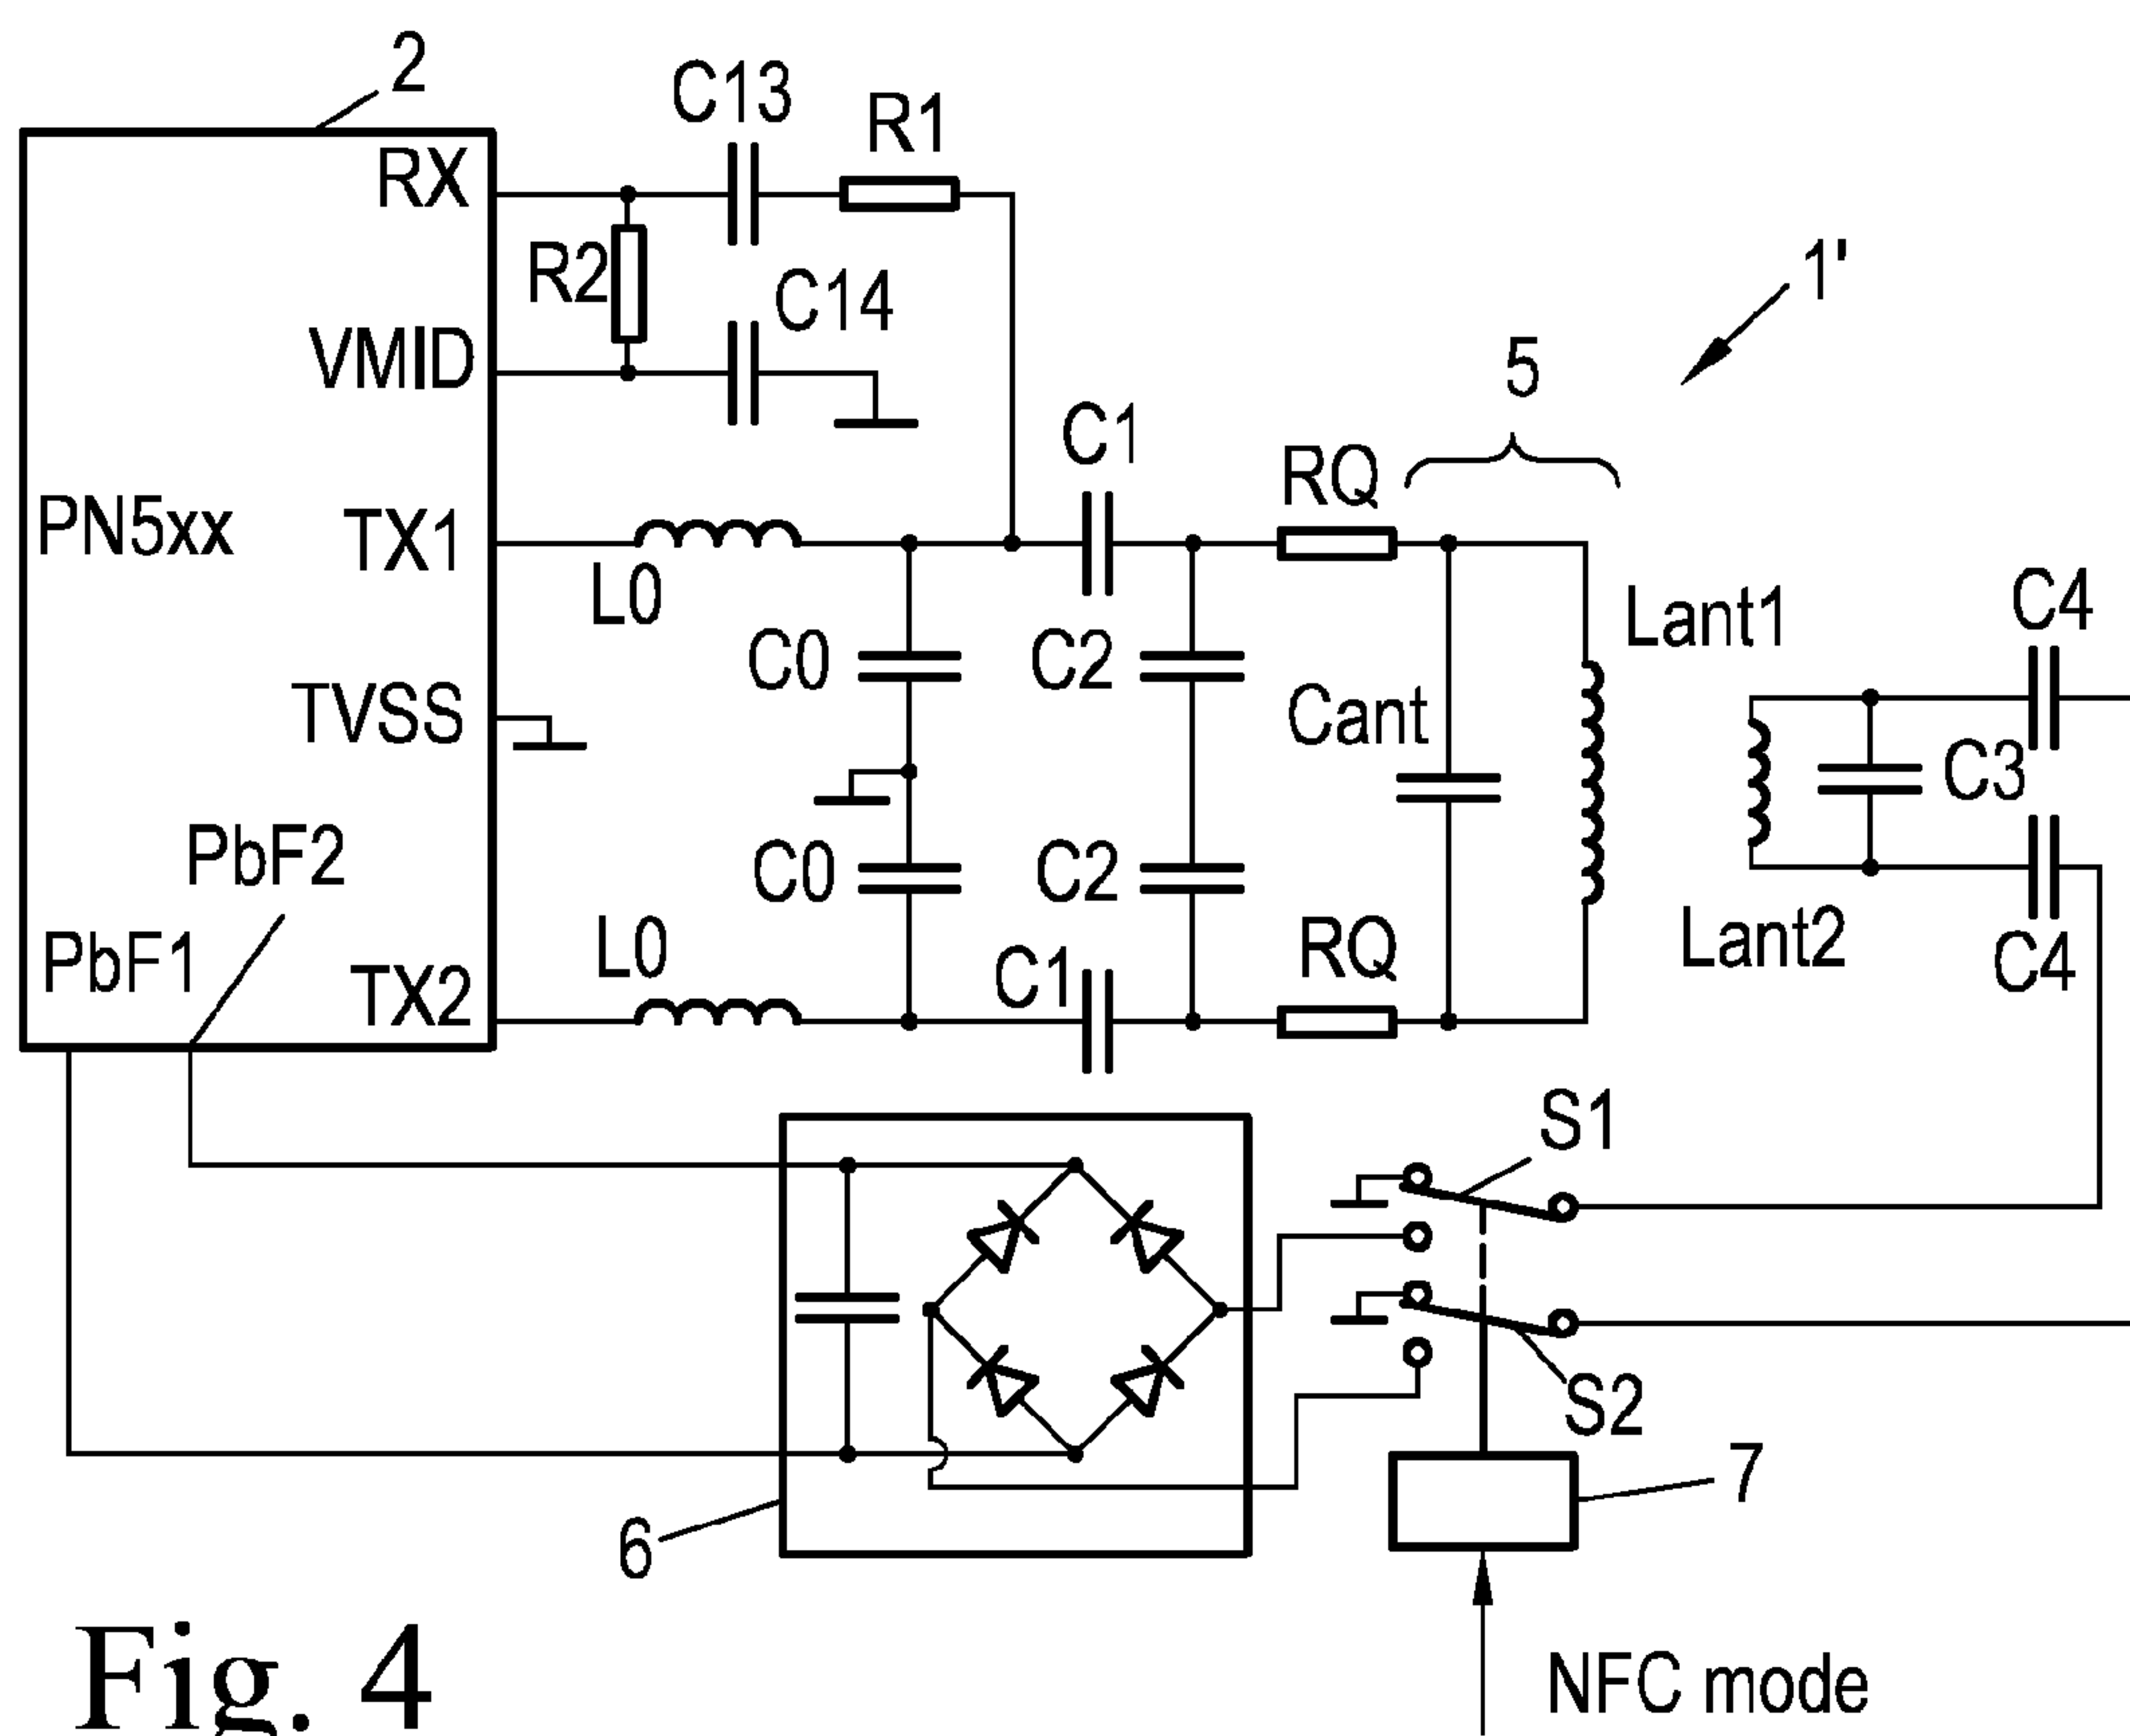 2
C13
R1
RX
R2
C14
1'
VMID
5
C1
RQ
PN5xx
TX1
L0
Lant1
C4
C0
C2
TVSS
Cant
C3
PbF2
C0
C2
PbF1
L0
RQ
Lant2
C4
TX2
C1
S1
S2
7
6
NFC mode
Fig. 4